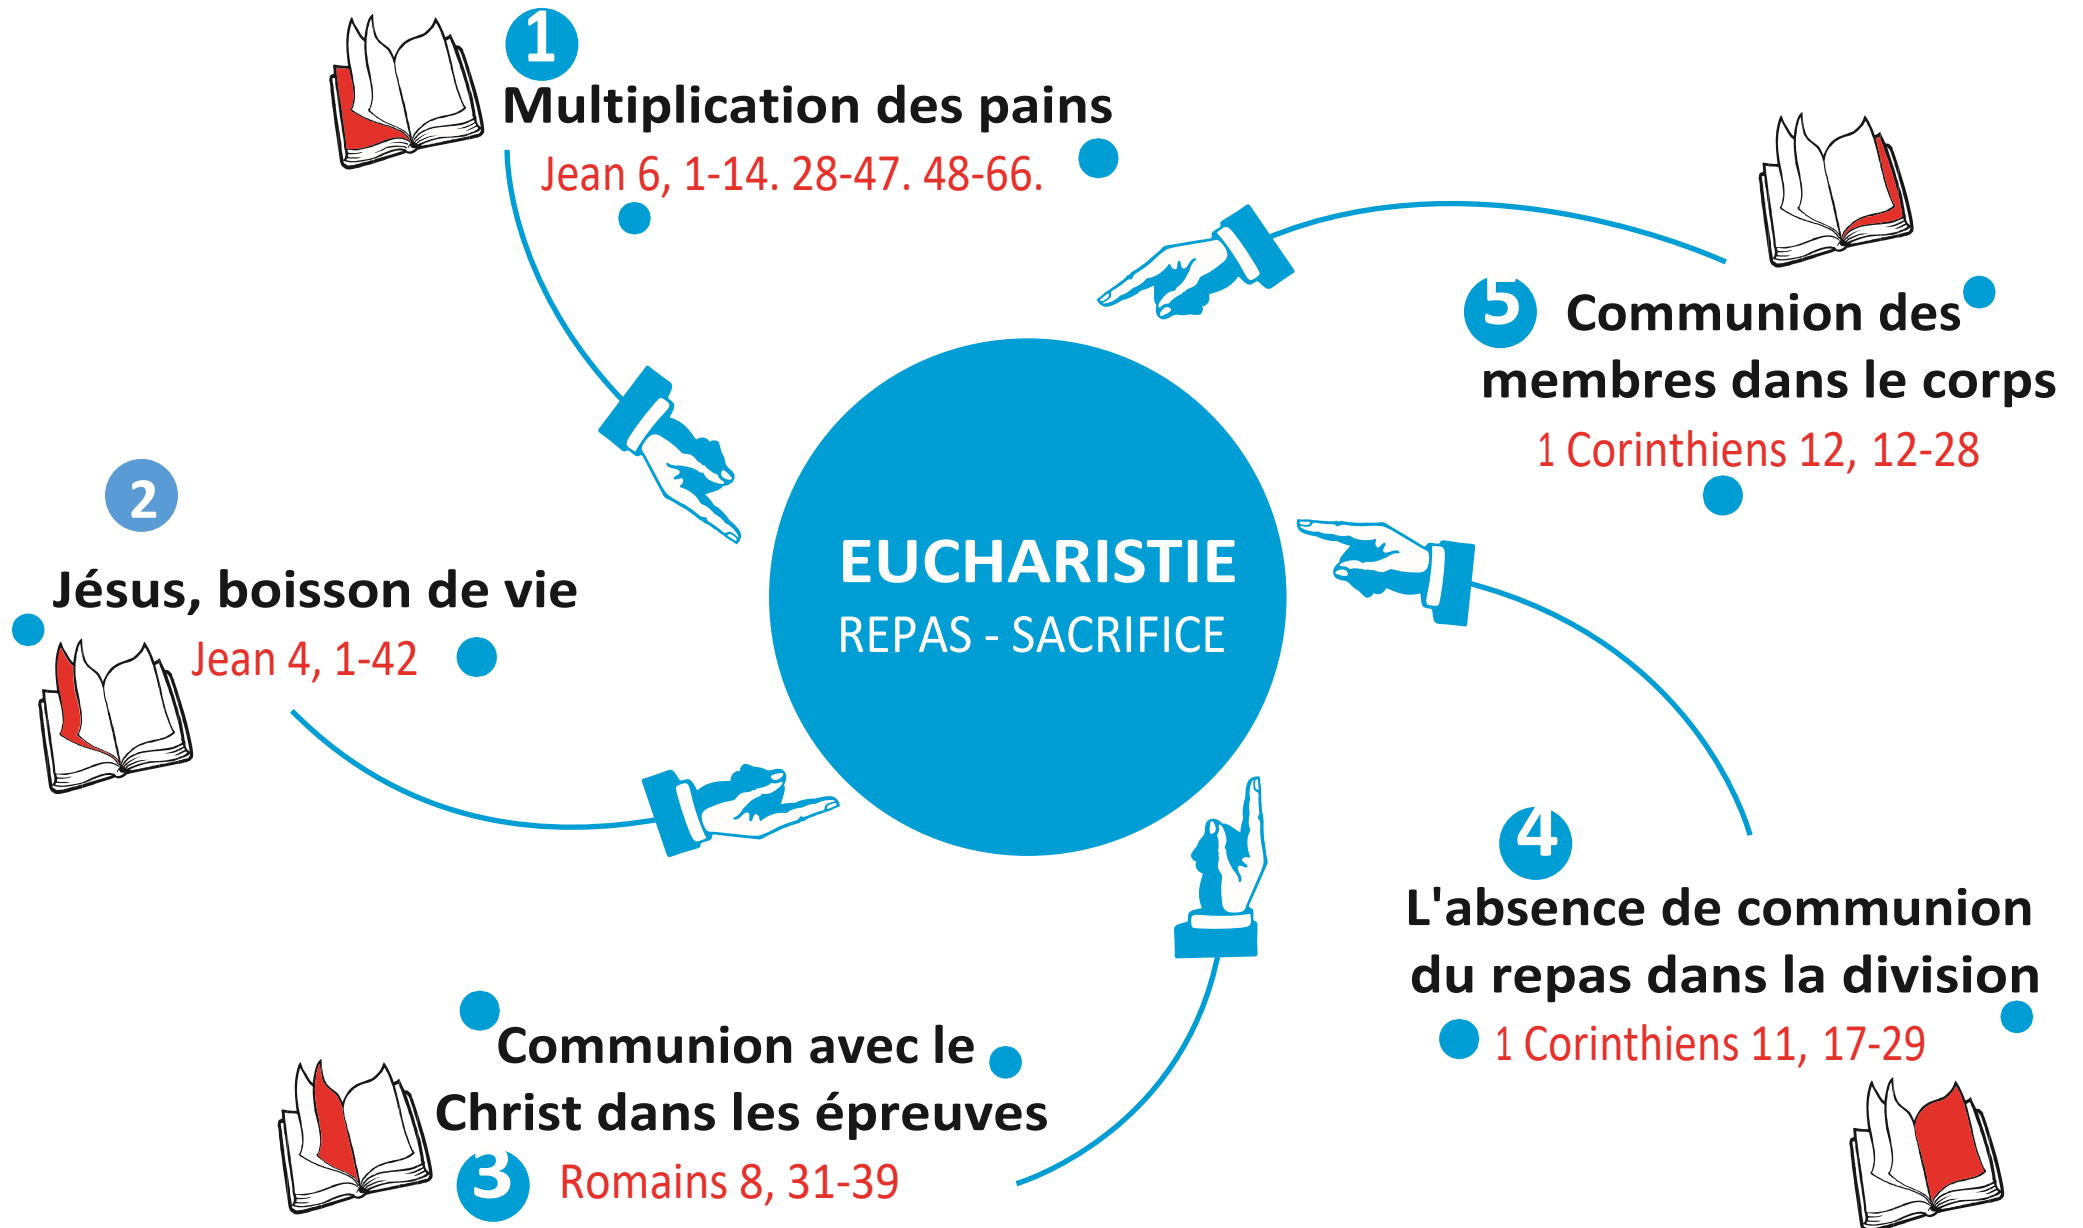 1
Multiplication des pains
Jean 6, 1-14. 28-47. 48-66.
2
Jésus, boisson de vie
Jean 4, 1-42
Communion avec le
Christ dans les épreuves
3 Romains 8, 31-39
4
L'absence de communion
du repas dans la division
1 Corinthiens 11, 17-29
5 Communion des
membres dans le corps
1 Corinthiens 12, 12-28
EUCHARISTIE
REPAS - SACRIFICE